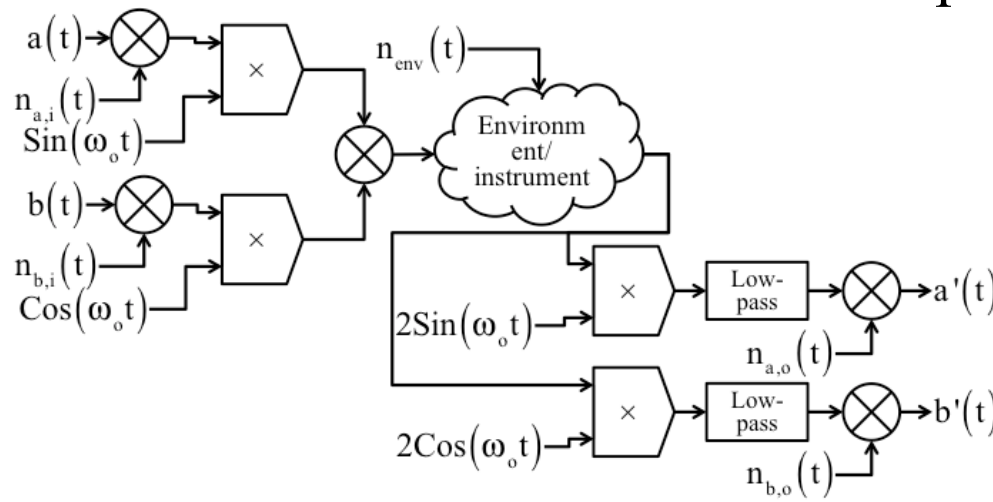 a(t)
×
n_{a,i}(t)
Sin(ω_o t)
b(t)
×
n_{b,i}(t)
Cos(ω_o t)
n_{env}(t)
Environm
ent/
instrument
×
2Sin(ω_o t)
Low-
pass
a'(t)
n_{a,o}(t)
×
2Cos(ω_o t)
Low-
pass
b'(t)
n_{b,o}(t)